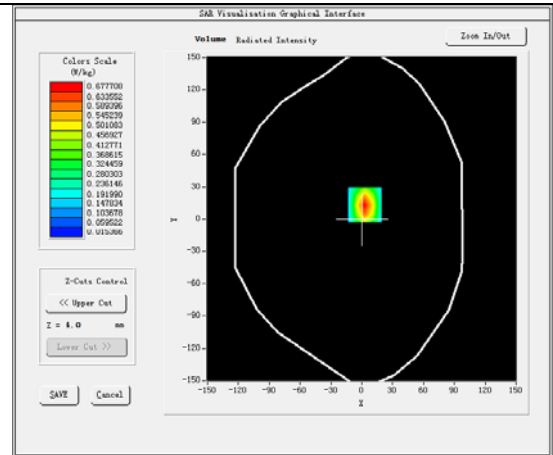 SAR Visualisation Graphical Interface
Volume Radiated Intensity
Zoom In/Out
Colors Scale
(W/kg)
0.677708
0.633552
0.589396
0.545239
0.501083
0.456927
0.412771
0.368615
0.324459
0.280303
0.236146
0.191990
0.147834
0.103678
0.059522
0.015366
150
120
90
60
30
0
-30
-60
-90
-120
-150
Y
-150 -120 -90 -60 -30 0 30 60 90 120 150
X
Z-Cuts Control
<< Upper Cut
Z = 4.0 mm
Lower Cut >>
SAVE Cancel